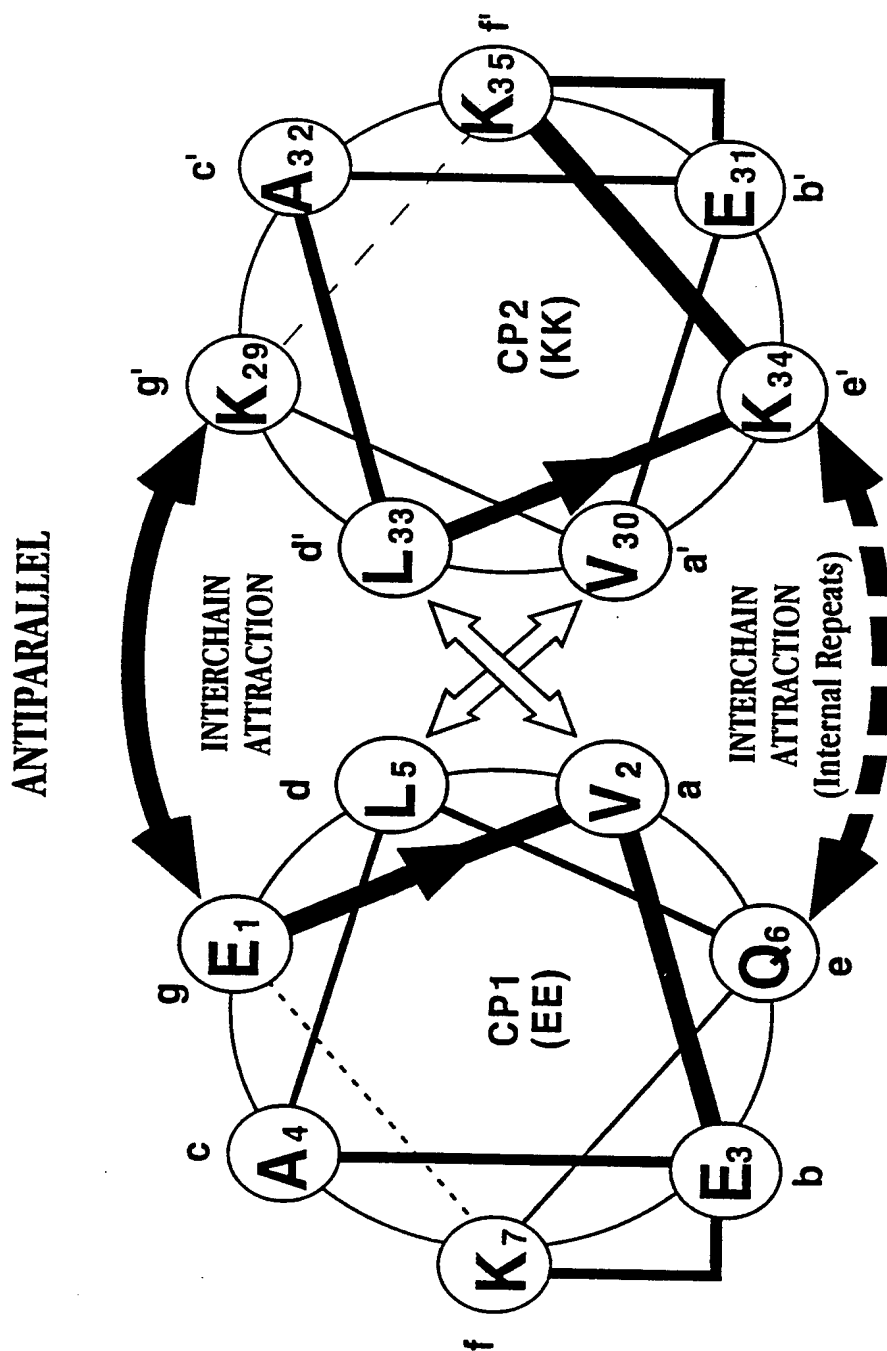 ANTIPARALLEL
INTERCHAIN
ATTRACTION
g
E1
c
A4
f
K7
b
E3
e
Q6
a
V2
d
L5
CP1
(EE)
g'
K29
c'
A32
f'
K35
b'
E31
e'
K34
a'
V30
d'
L33
CP2
(KK)
INTERCHAIN
ATTRACTION
(Internal Repeats)